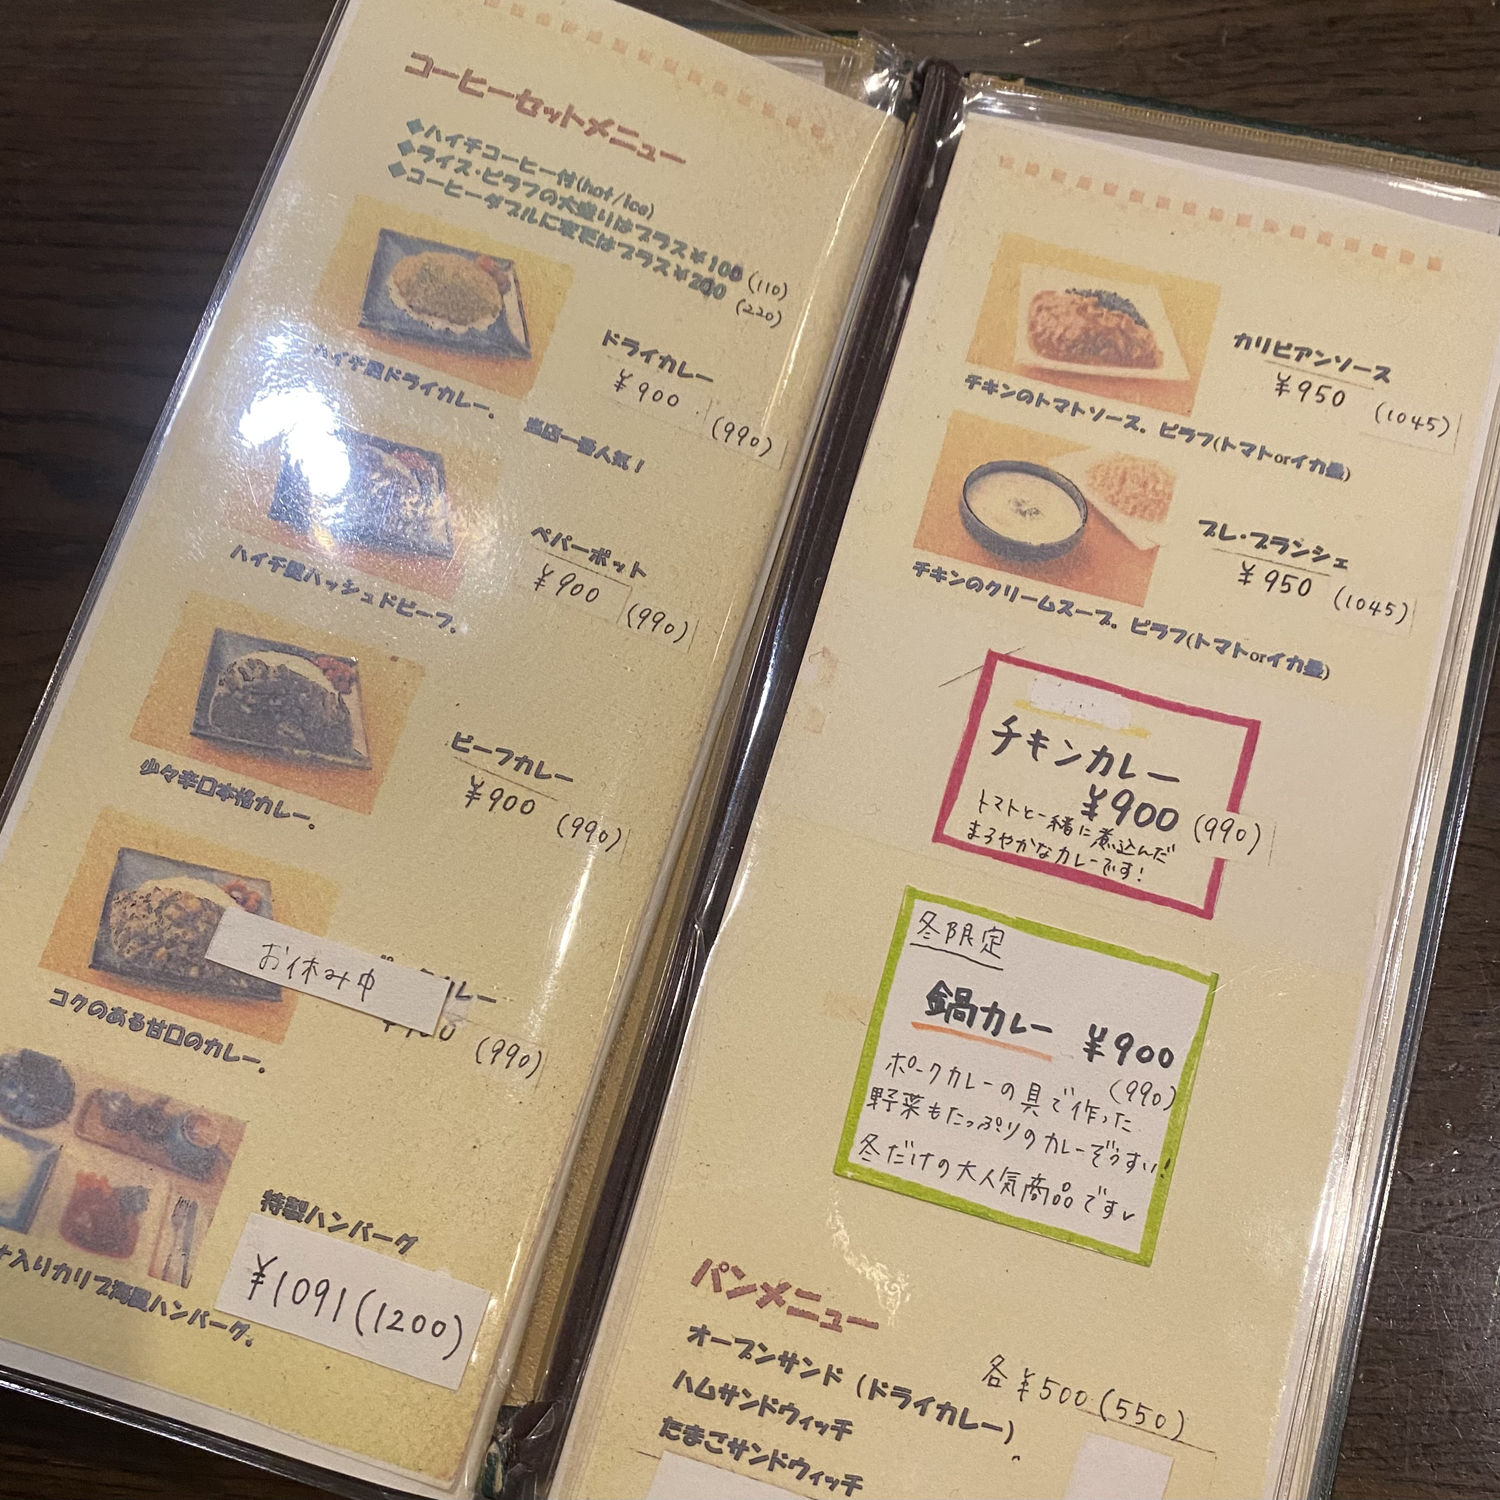 コーヒーセットメニュー
◆ハイチコーヒー付(hot/ice)
◆ライス・ピラフの大盛りはプラス¥100 (110)
◆コーヒーダブルに変更はプラス¥200 (220)
ドライカレー
¥900 (990)
ハイチ風ドライカレー。
当店一番人気！
ペパーポット
¥900 (990)
ハイチ風ハッシュドビーフ。
ビーフカレー
¥900 (990)
少々辛口本格カレー。
お休み中
レー
(990)
コクのある甘口のカレー。
特製ハンバーグ
¥1091(1200)
入りカリブ海風ハンバーグ。
カリビアンソース
¥950 (1045)
チキンのトマトソース。ピラフ(トマトorイカ墨)
ブレ・ブランシェ
¥950 (1045)
チキンのクリームスープ。ピラフ(トマトorイカ墨)
チキンカレー
¥900 (990)
トマトと一緒に煮込んだ
まろやかなカレーです！
冬限定
鍋カレー ¥900
(990)
ポークカレーの具で作った
野菜もたっぷりのカレーぞうすい！
冬だけの大人気商品です
パンメニュー
オープンサンド（ドライカレー） 各¥500(550)
ハムサンドウィッチ
たまごサンドウィッチ